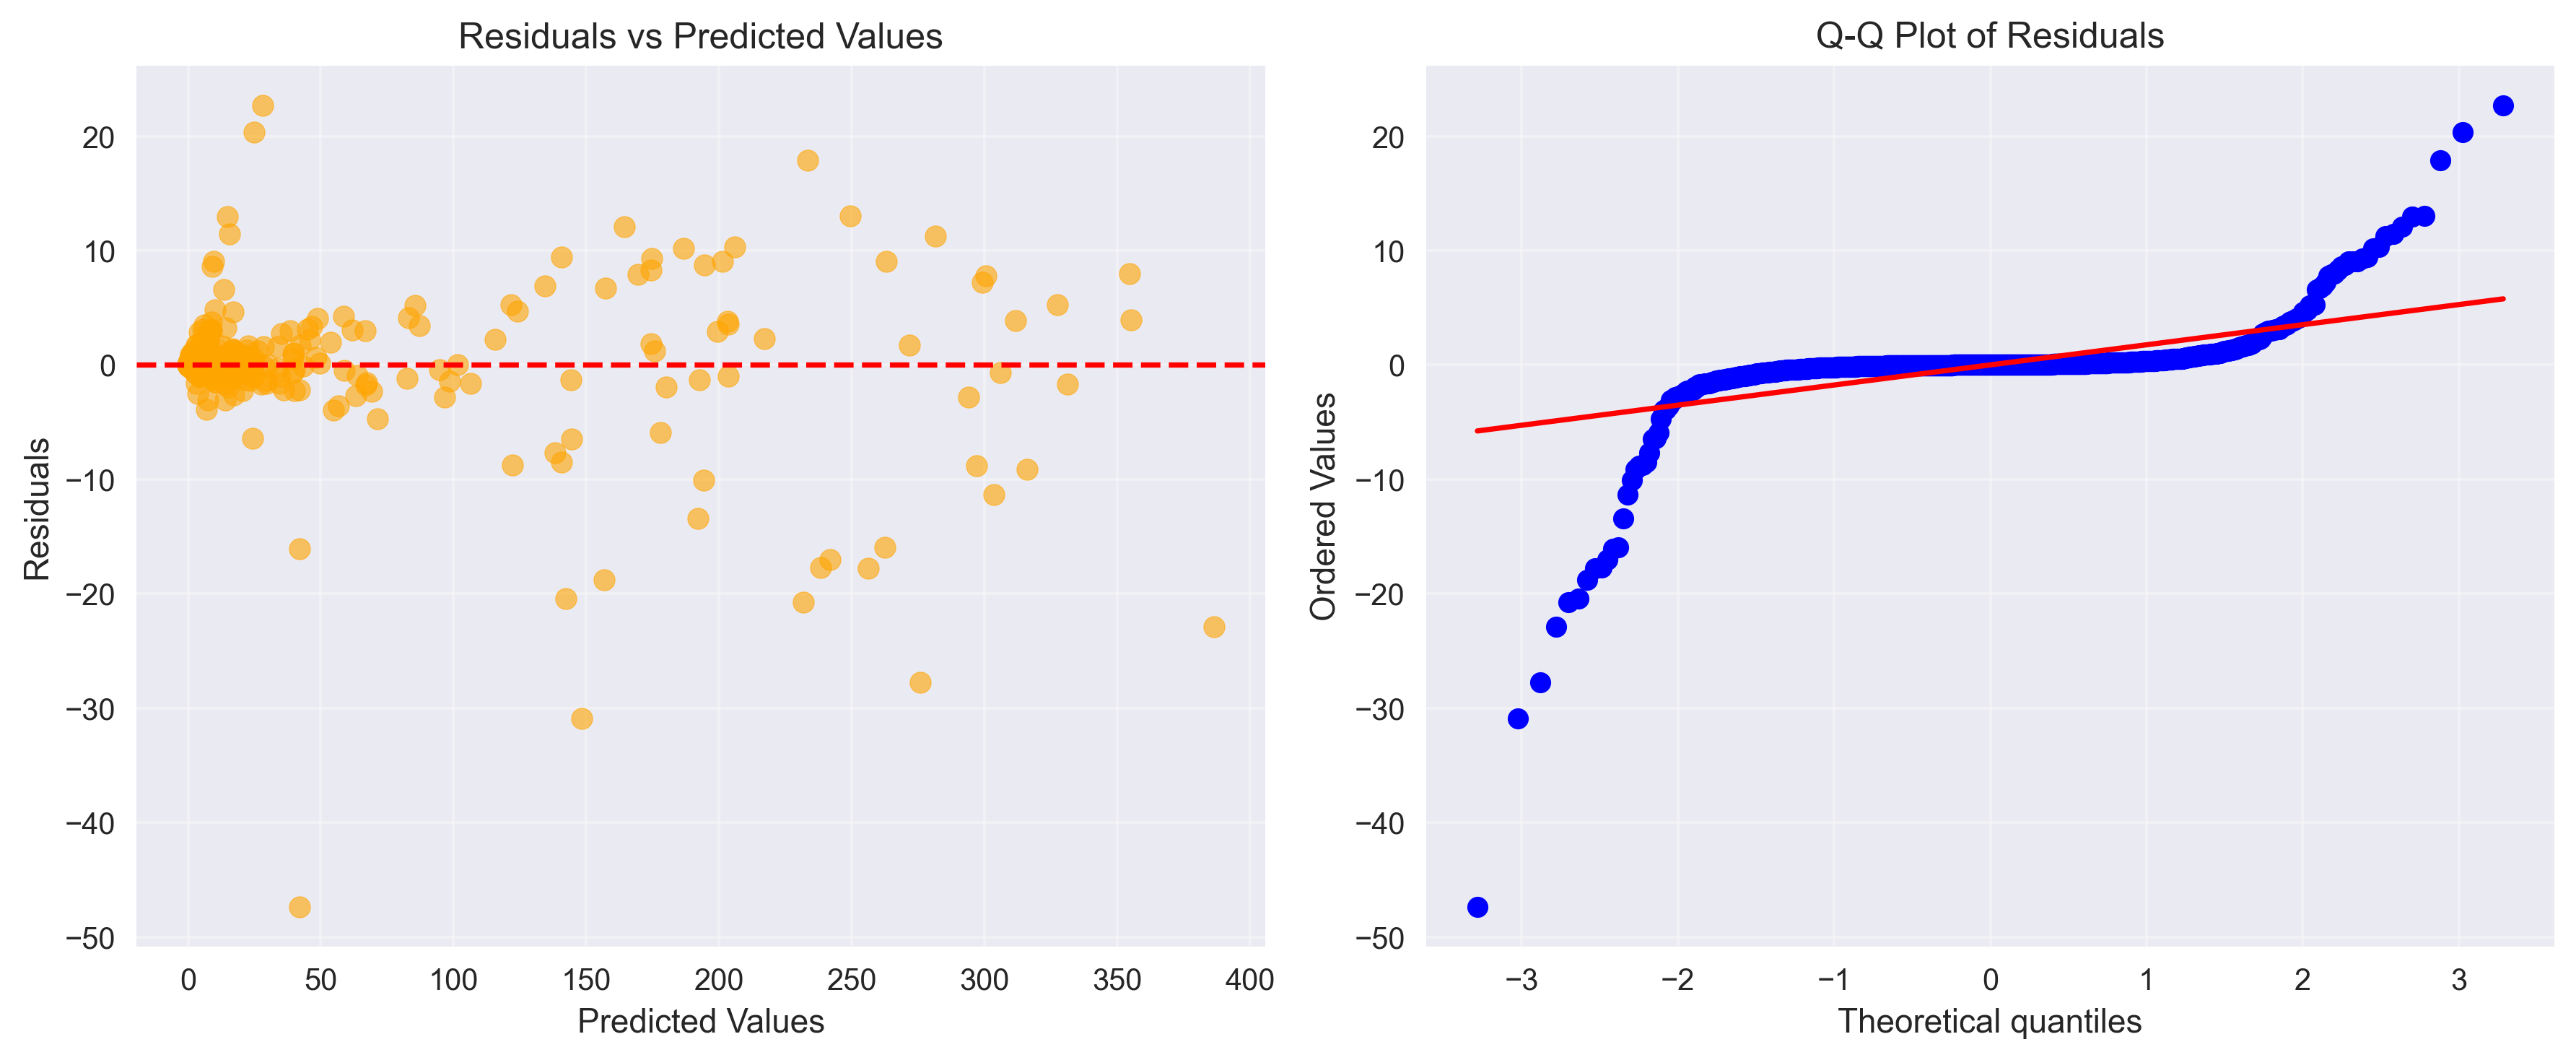 Residuals vs Predicted Values
20
10
0
−10
−20
−30
−40
−50
Residuals
0 50 100 150 200 250 300 350 400
Predicted Values
Q-Q Plot of Residuals
20
10
0
−10
−20
−30
−40
−50
Ordered Values
−3 −2 −1 0 1 2 3
Theoretical quantiles